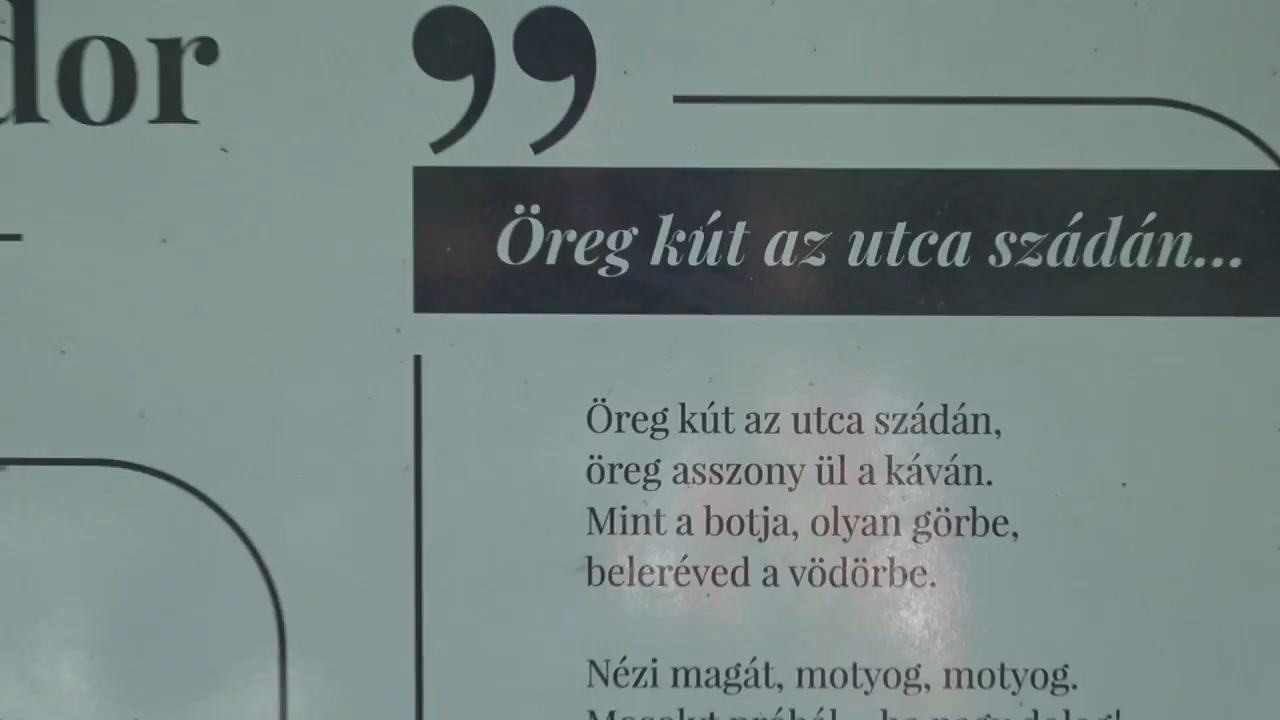 dor
”
Öreg kút az utca szádán...
Öreg kút az utca szádán,
öreg asszony ül a káván.
Mint a botja, olyan görbe,
beleréved a vödörbe.
Nézi magát, motyog, motyog.